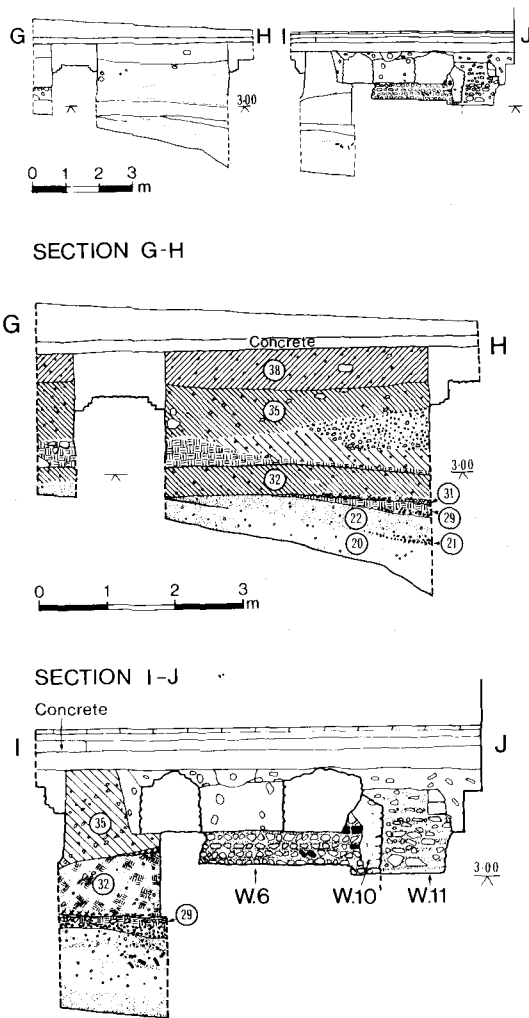 G H I J
3·00
0 1 2 3 m
SECTION G-H
G Concrete H
38
35
3·00
32
31
22 29
20 21
0 1 2 3 m
SECTION I-J
Concrete
I J
35
32
29
W.6 W.10 W.11
3·00